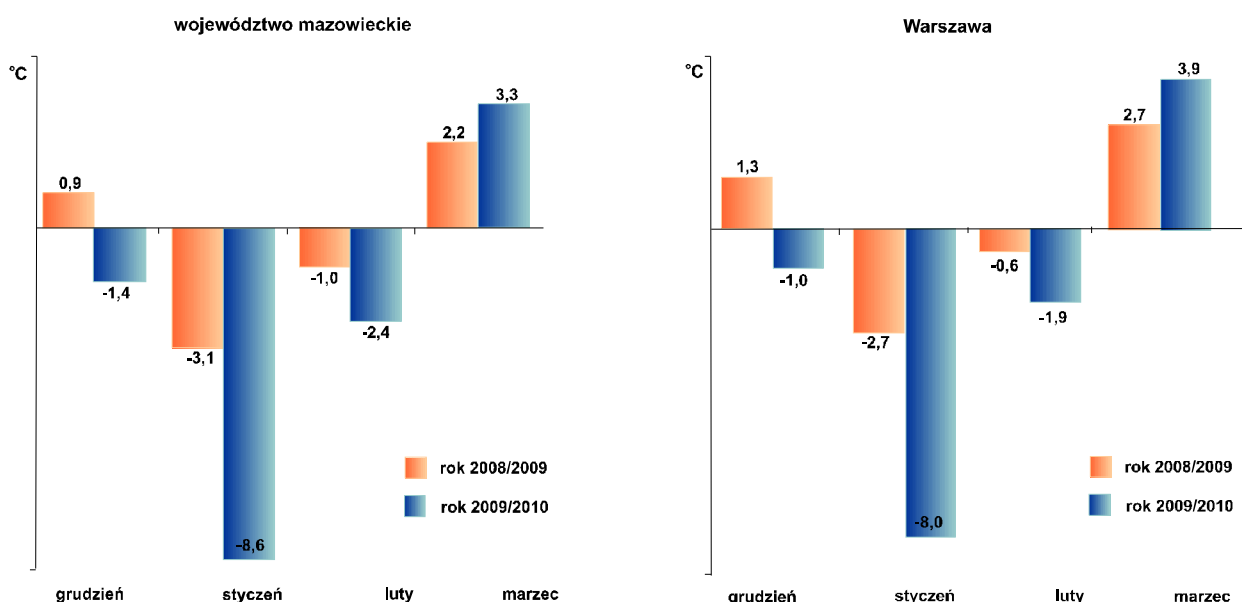 województwo mazowieckie
°C
0,9
-1,4
-3,1
-8,6
-1,0
-2,4
2,2
3,3
rok 2008/2009
rok 2009/2010
grudzień styczeń luty marzec
Warszawa
°C
1,3
-1,0
-2,7
-8,0
-0,6
-1,9
2,7
3,9
rok 2008/2009
rok 2009/2010
grudzień styczeń luty marzec